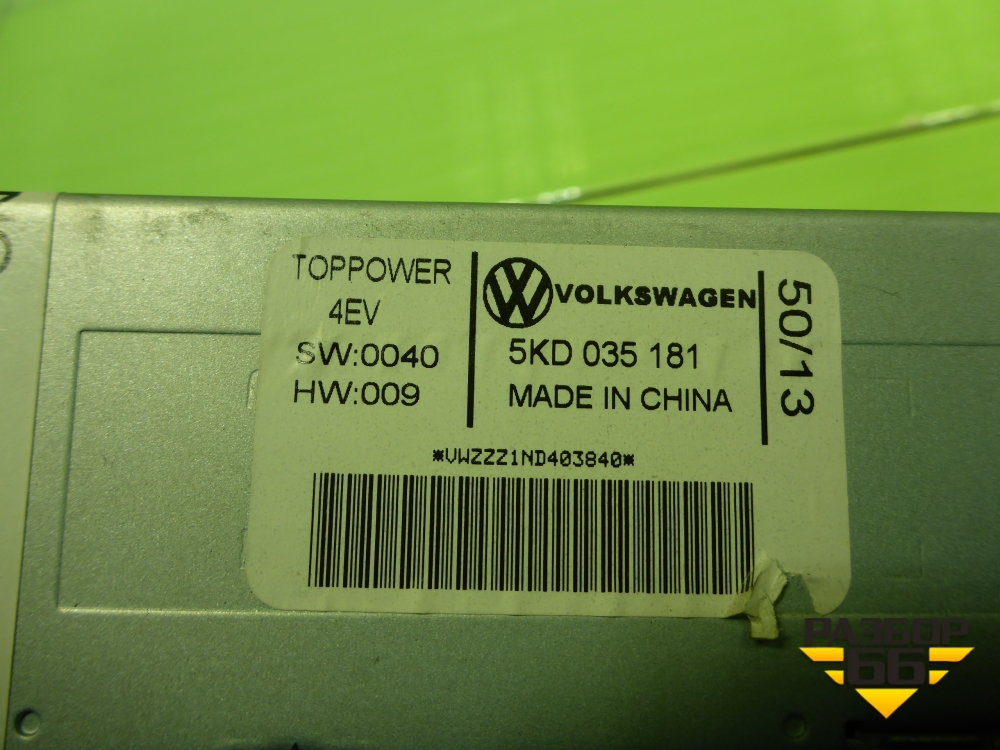 TOPPOWER
4EV
SW:0040
HW:009
VOLKSWAGEN
5KD 035 181
MADE IN CHINA
50/13
*VWZZZ1ND403840*
РАЗБОР
66